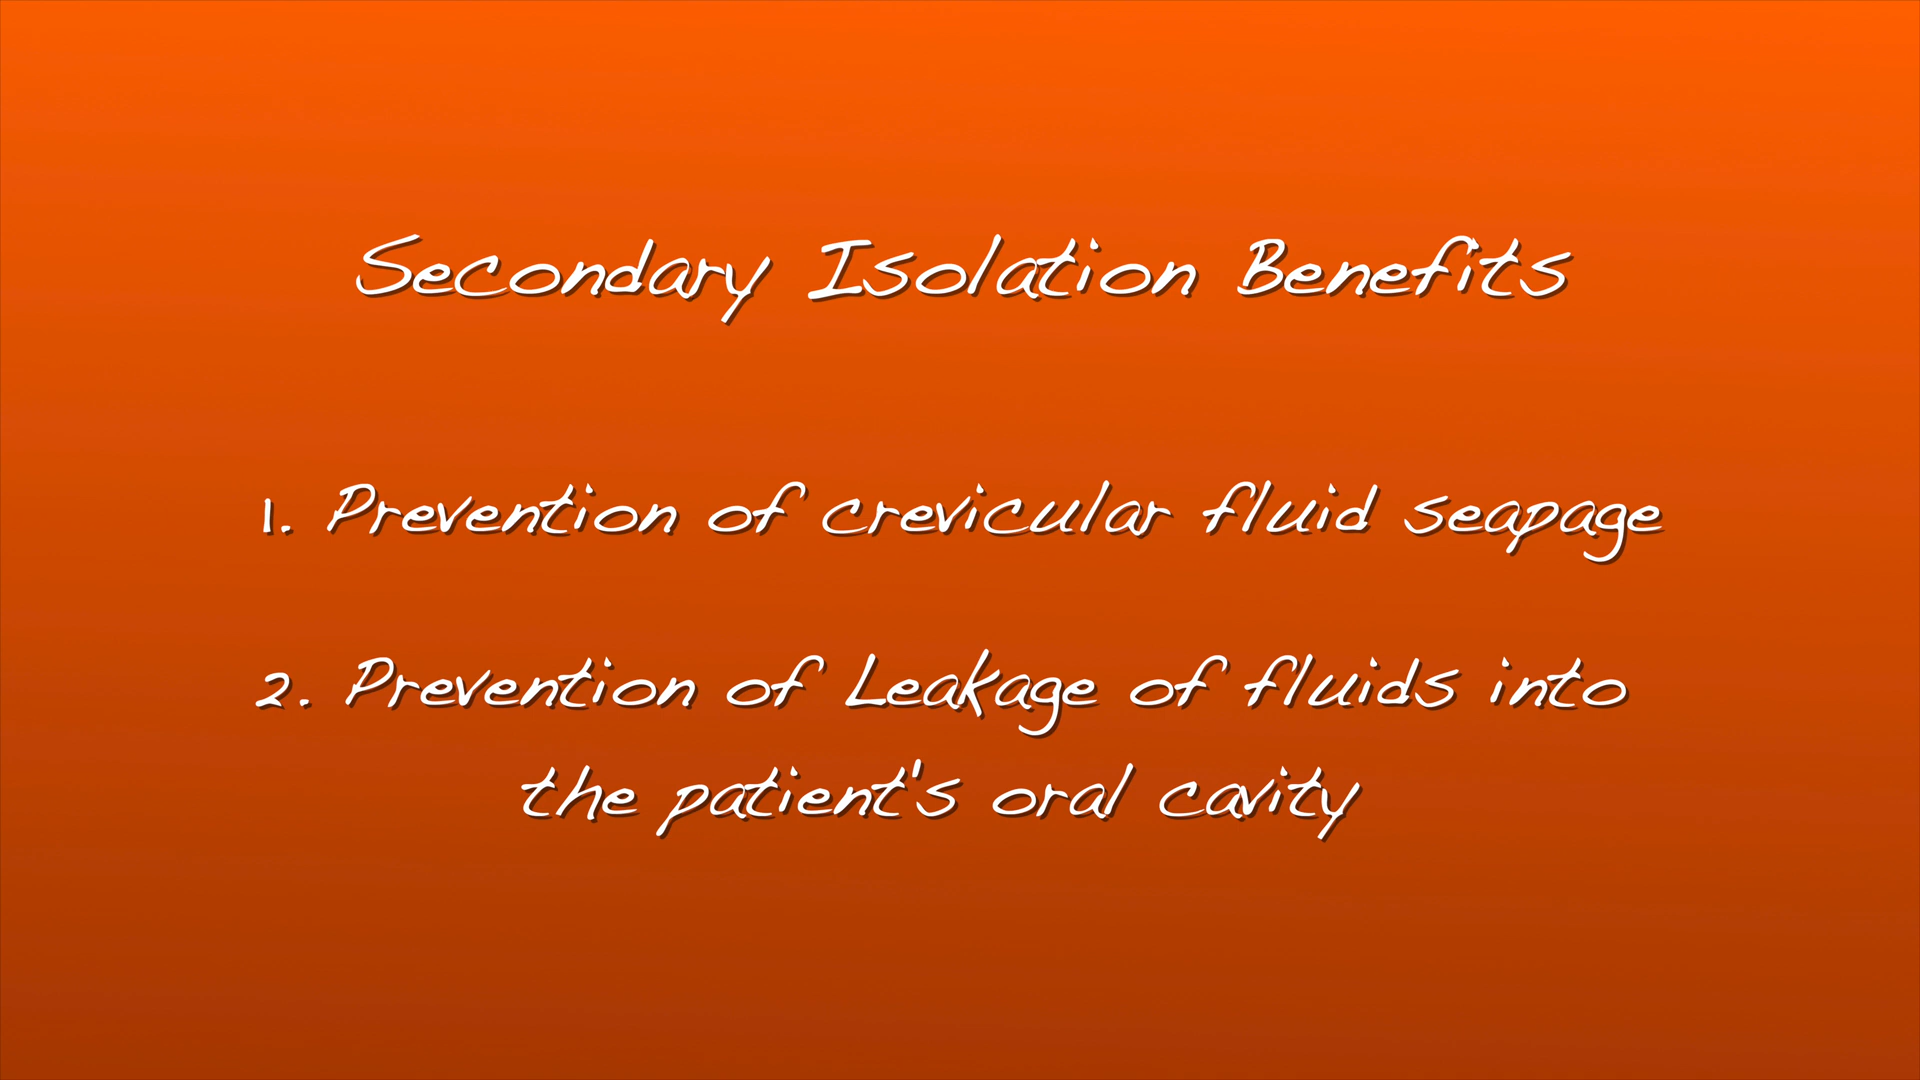 Secondary Isolation Benefits
1. Prevention of crevicular fluid seapage
2. Prevention of Leakage of fluids into
the patient's oral cavity